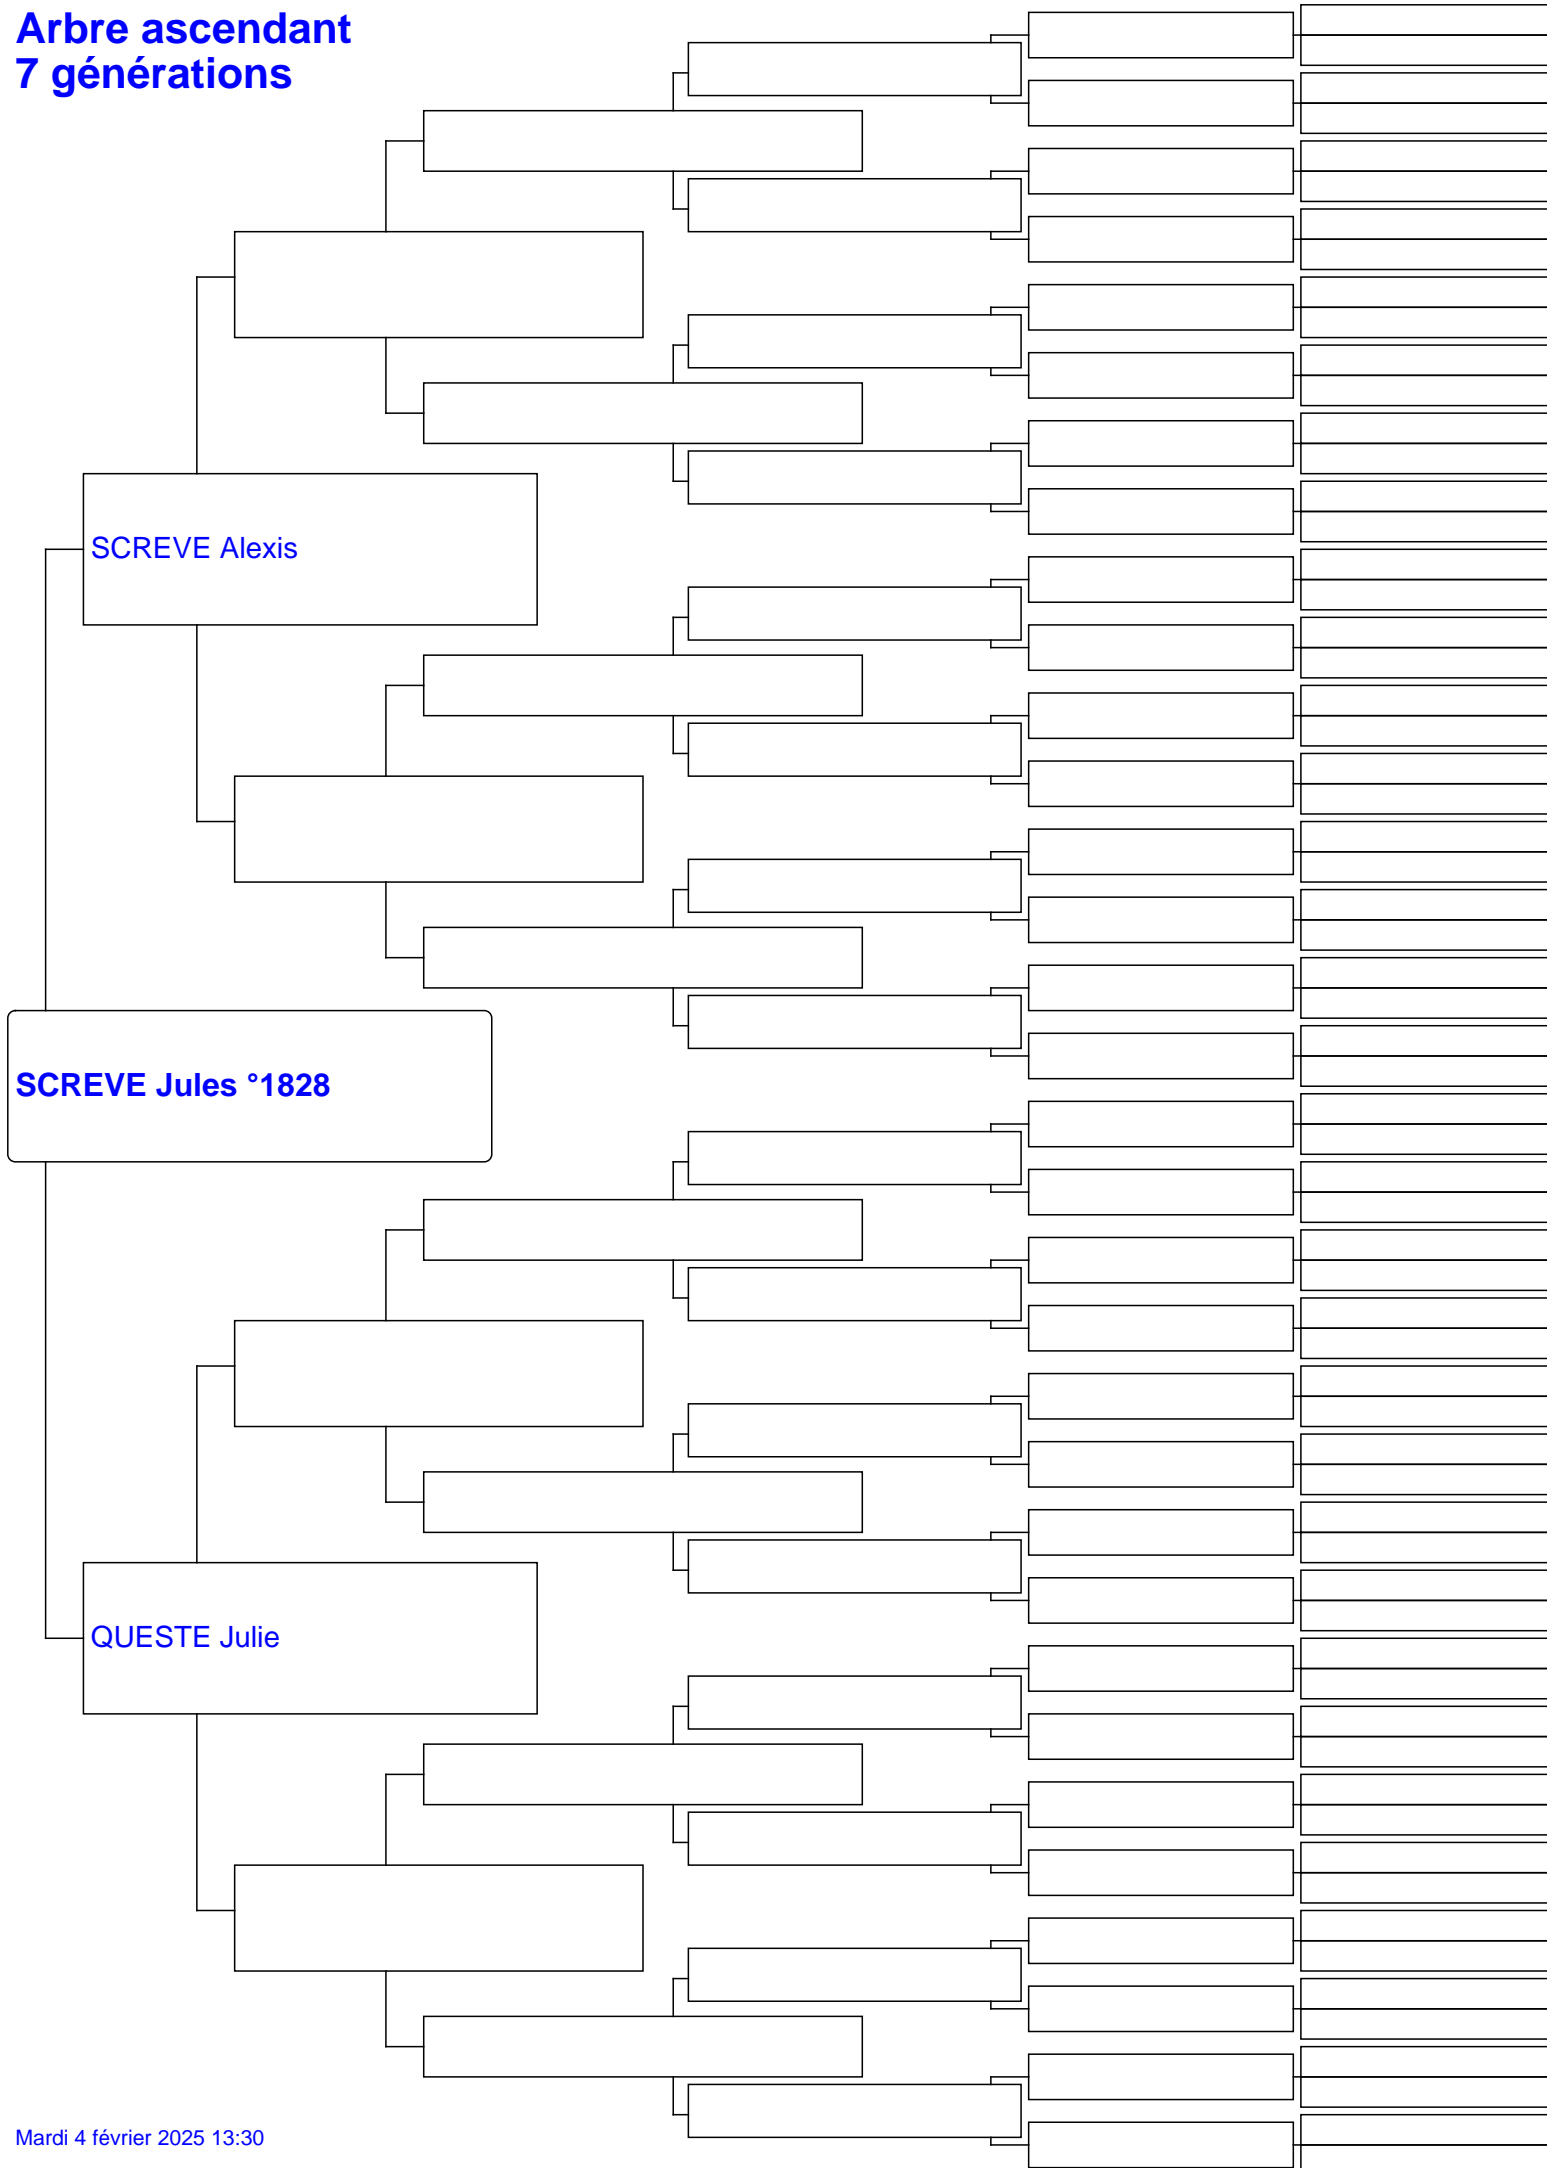 Arbre ascendant
7 générations
SCREVE Alexis
SCREVE Jules °1828
QUESTE Julie
Mardi 4 février 2025 13:30